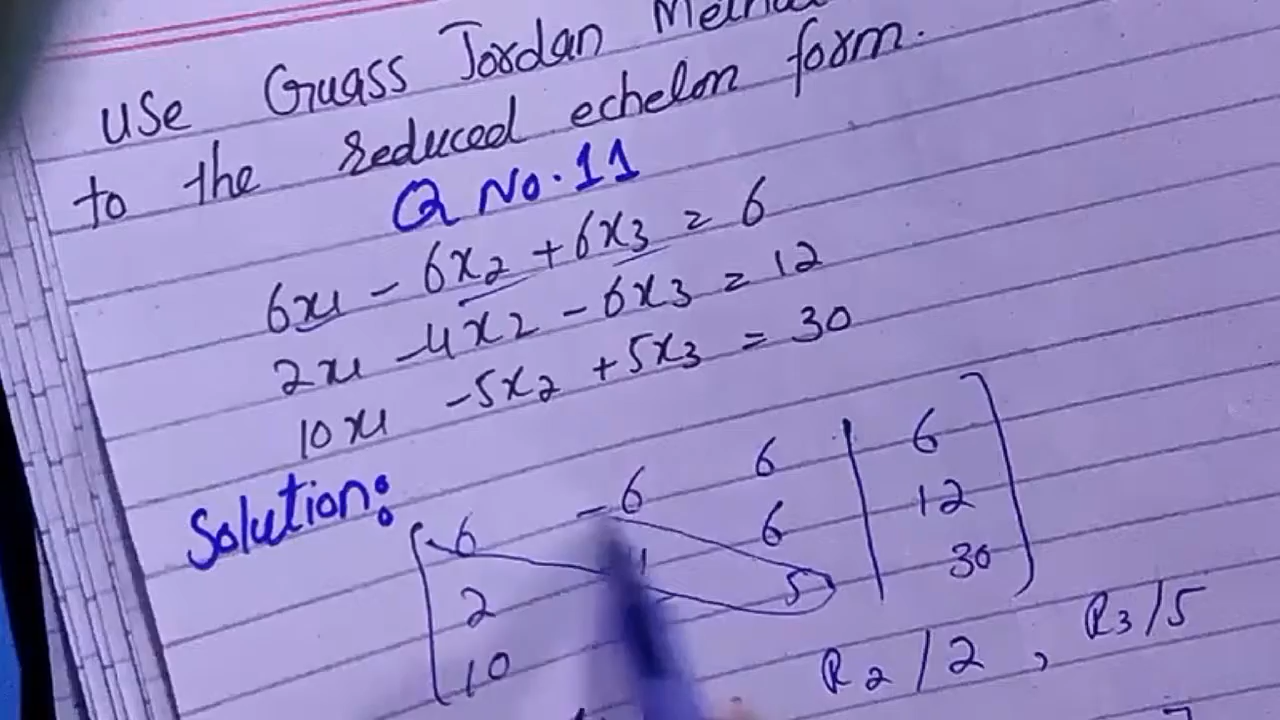 use Guass Jordan
to the reduced echelon form.
Q No. 11
6x1 - 6x2 + 6x3 = 6
2x1 - 4x2 - 6x3 = 12
10x1 - 5x2 + 5x3 = 30
Solution:
6 -6 6 | 6
2 6 | 12
10 5 | 30
R2/2 , R3/5